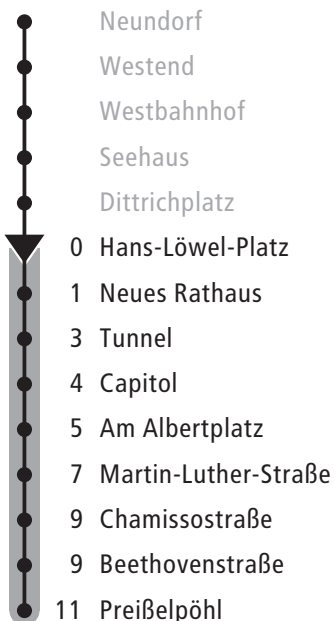 Neundorf
Westend
Westbahnhof
Seehaus
Dittrichplatz
0 Hans-Löwel-Platz
1 Neues Rathaus
3 Tunnel
4 Capitol
5 Am Albertplatz
7 Martin-Luther-Straße
9 Chamissostraße
9 Beethovenstraße
11 Preißelpöhl